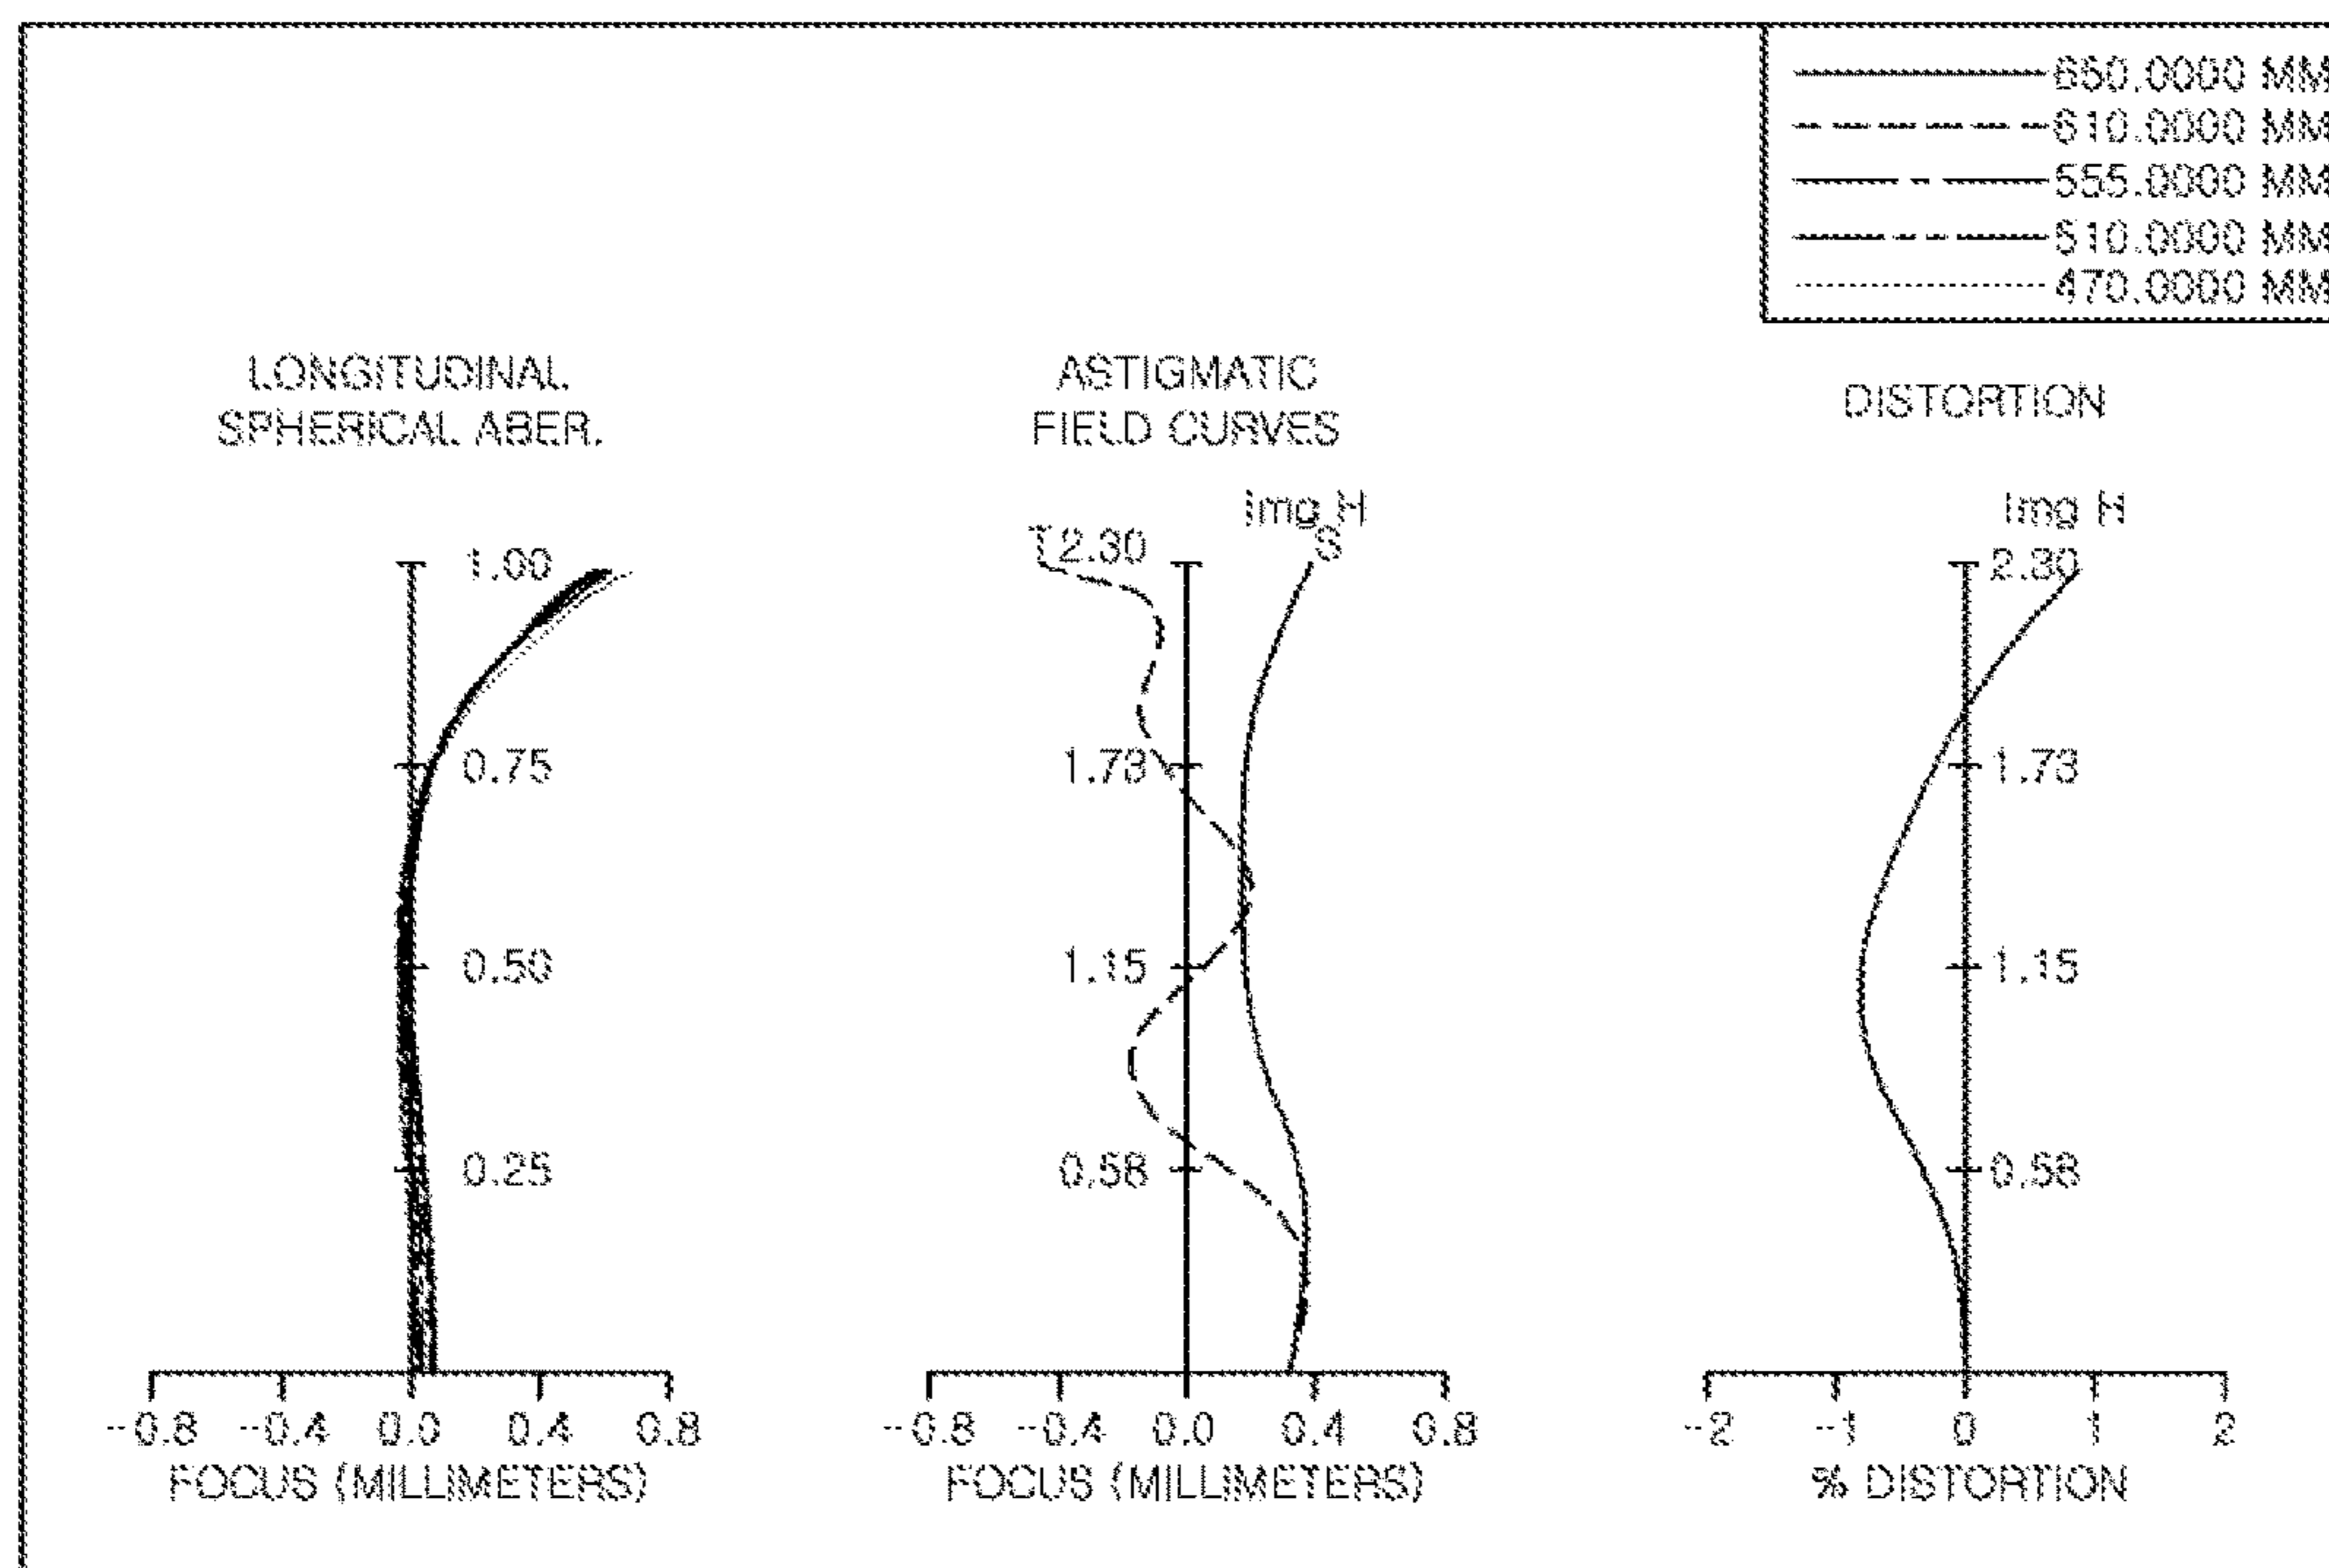 650.0000 MM
610.0000 MM
555.0000 MM
510.0000 MM
470.0000 MM
LONGITUDINAL
SPHERICAL ABER.
ASTIGMATIC
FIELD CURVES
DISTORTION
Img H
Img H
1.00
T 2.30
S
2.30
0.75
1.73
1.73
0.50
1.15
1.15
0.25
0.58
0.58
-0.8 -0.4 0.0 0.4 0.8
-0.8 -0.4 0.0 0.4 0.8
-2 -1 0 1 2
FOCUS (MILLIMETERS)
FOCUS (MILLIMETERS)
% DISTORTION